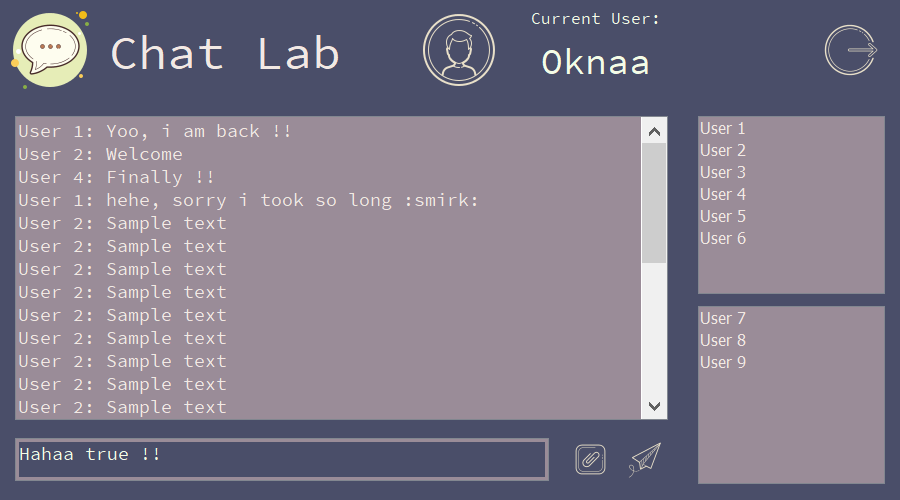 Chat Lab
Current User:
Oknaa
User 1: Yoo, i am back !!
User 2: Welcome
User 4: Finally !!
User 1: hehe, sorry i took so long :smirk:
User 2: Sample text
User 2: Sample text
User 2: Sample text
User 2: Sample text
User 2: Sample text
User 2: Sample text
User 2: Sample text
User 2: Sample text
User 2: Sample text
Hahaa true !!
User 1
User 2
User 3
User 4
User 5
User 6
User 7
User 8
User 9